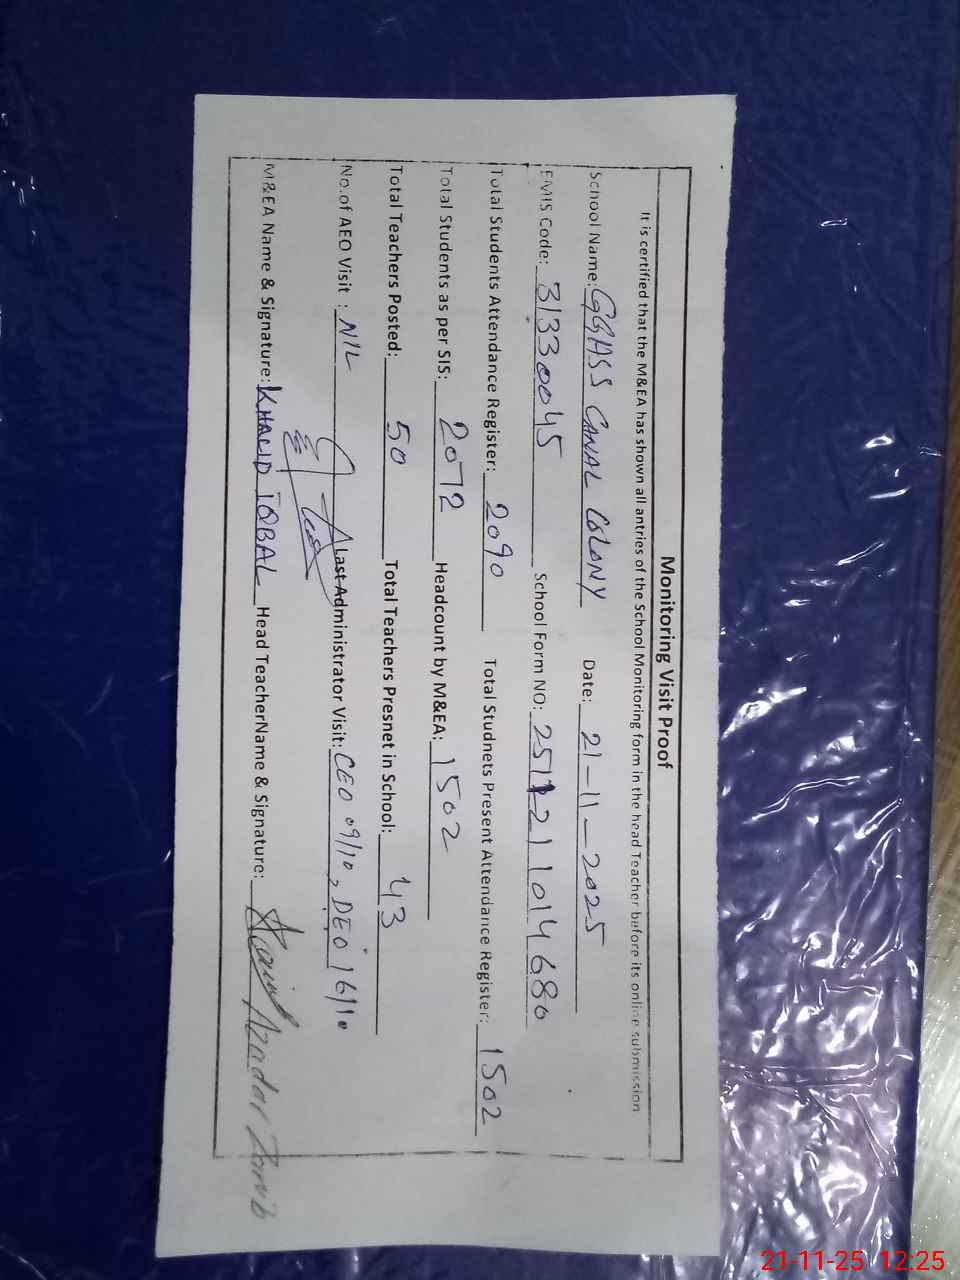 Monitoring Visit Proof
It is certified that the M&EA has shown all antries of the School Monitoring form in the head Teacher before its online submission
School Name: GGHSS CANAL COLONY Date: 21-11-2025
EMIS Code: 31330045 School Form NO: 2511211014680
Total Students Attendance Register: 2090 Total Studnets Present Attendance Register: 1502
Total Students as per SIS: 2072 Headcount by M&EA: 1502
Total Teachers Posted: 50 Total Teachers Presnet in School: 43
No.of AEO Visit : NIL Last Administrator Visit: CEO 09/10, DEO 16/10
M&EA Name & Signature: KHALID IQBAL Head TeacherName & Signature:
21-11-25 12:25